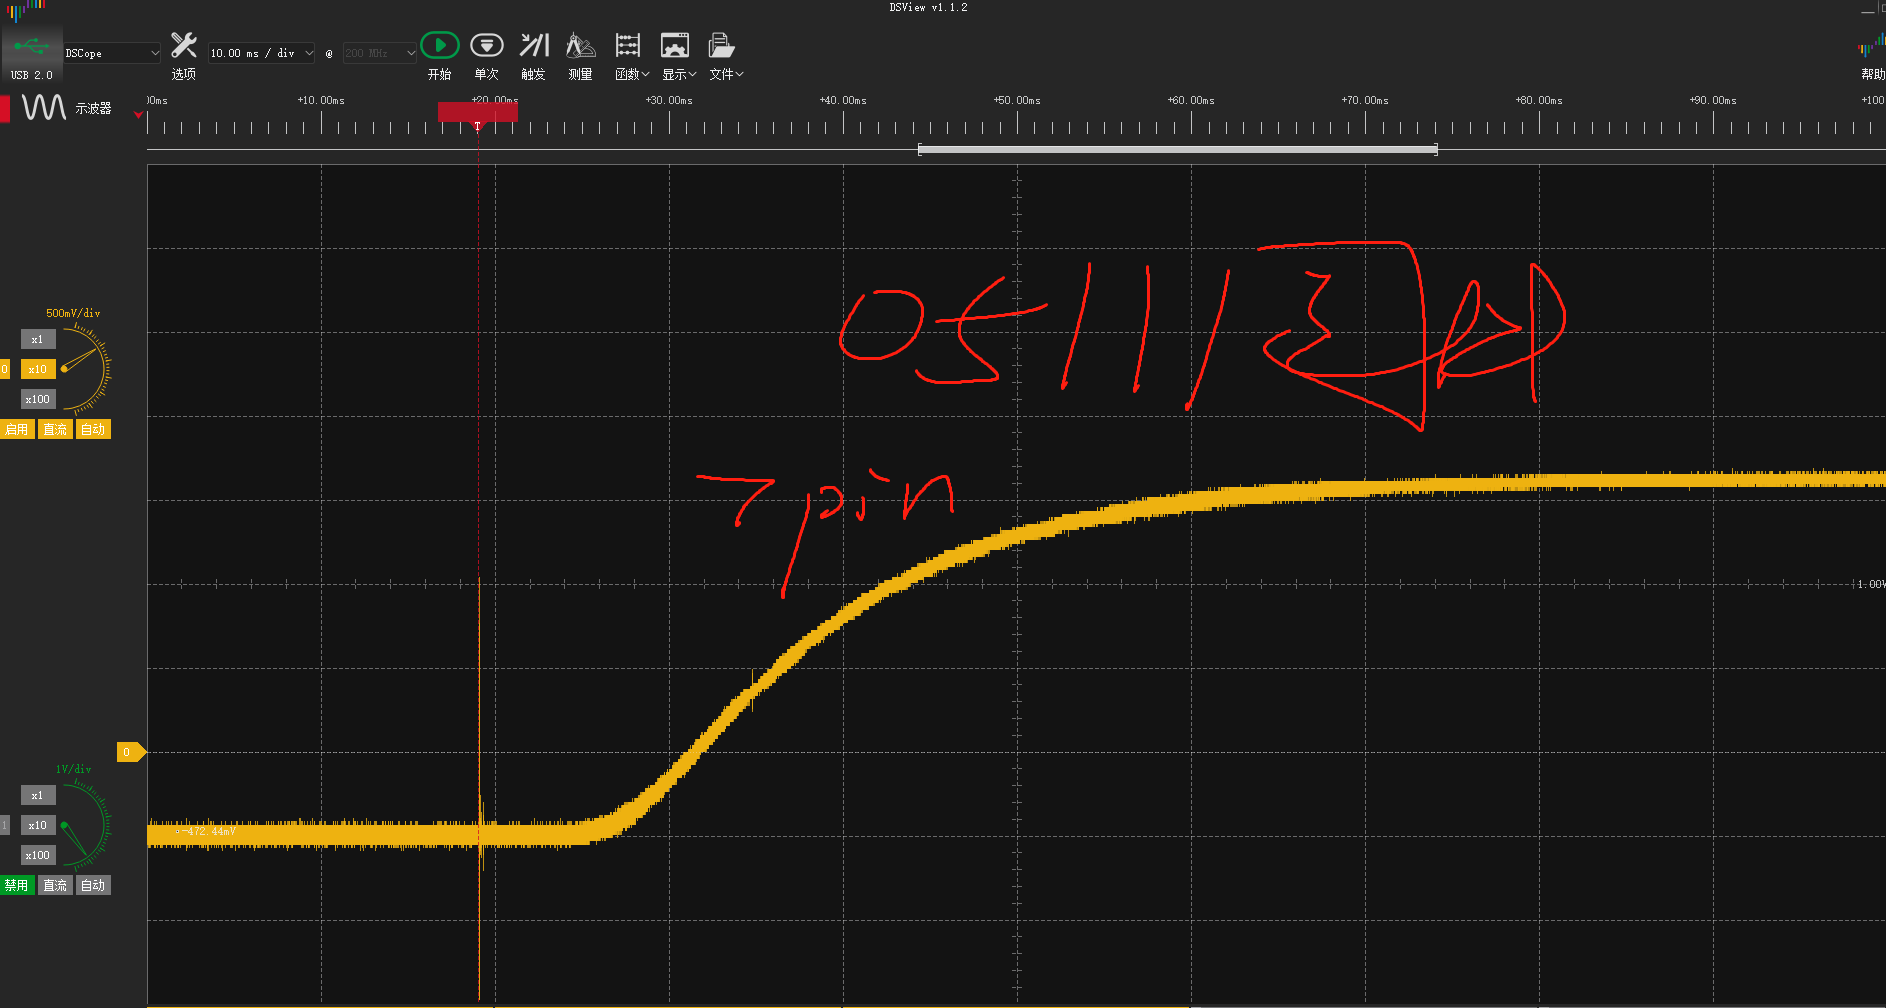 DSView v1.1.2
USB 2.0
DSCope
10.00 ms / div
@
200 MHz
选项
开始
单次
触发
测量
函数
显示
文件
帮助
示波器
00ms
+10.00ms
+20.00ms
+30.00ms
+40.00ms
+50.00ms
+60.00ms
+70.00ms
+80.00ms
+90.00ms
+100
T
500mV/div
x1
0
x10
x100
启用
直流
自动
7pin
1.00V
0
1V/div
x1
1
x10
x100
-472.44mV
禁用
直流
自动